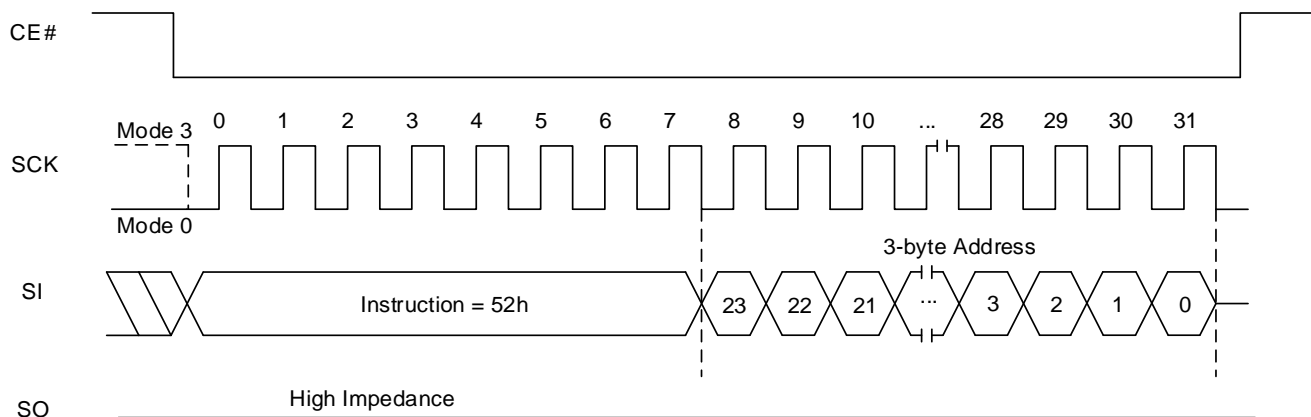 CE#
0 1 2 3 4 5 6 7 8 9 10 ... 28 29 30 31
Mode 3
SCK
Mode 0
3-byte Address
SI
Instruction = 52h 23 22 21 ... 3 2 1 0
High Impedance
SO